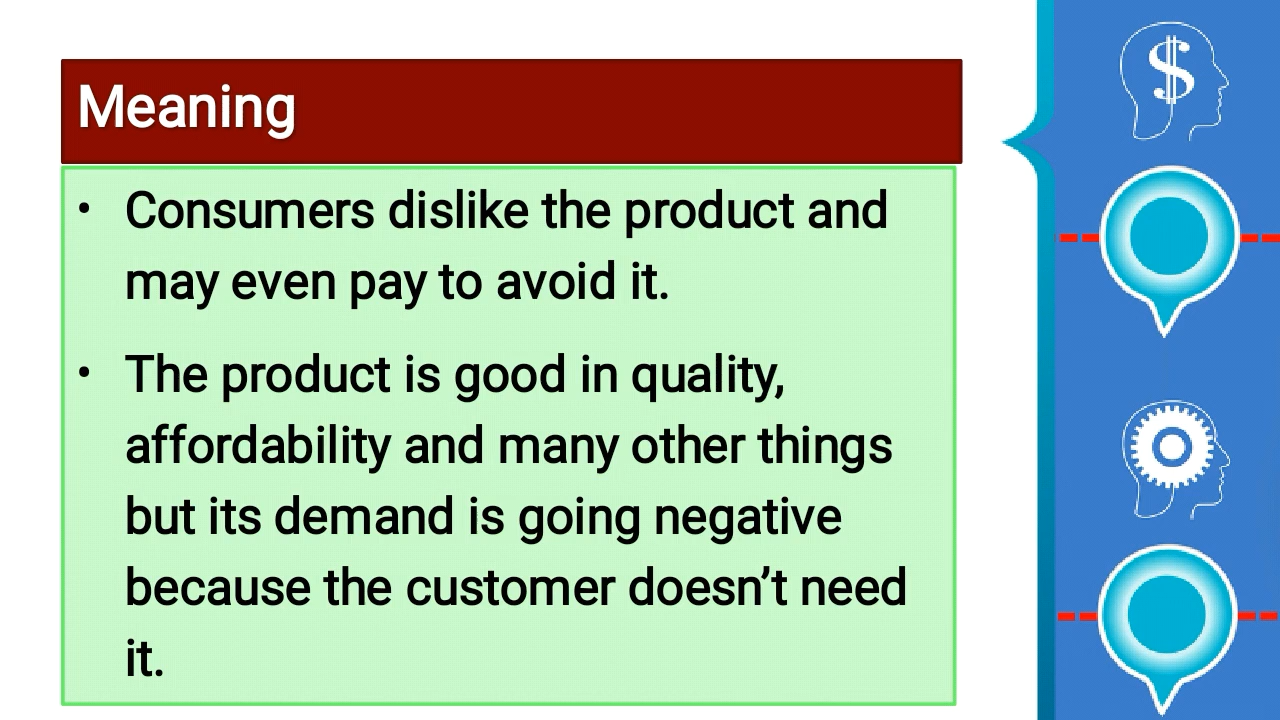 Meaning
• Consumers dislike the product and
may even pay to avoid it.
• The product is good in quality,
affordability and many other things
but its demand is going negative
because the customer doesn’t need
it.
$